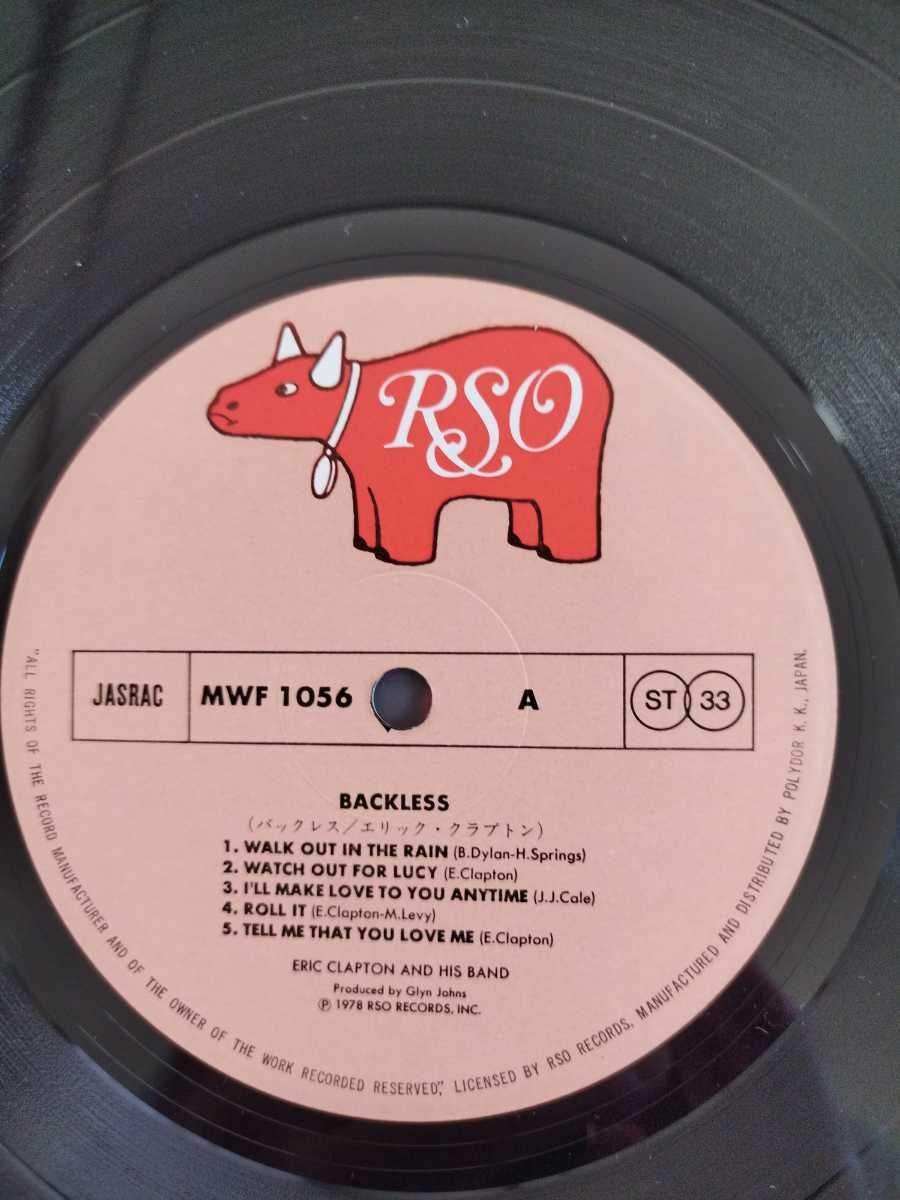 RSO
JASRAC MWF 1056 A ST 33
BACKLESS
(バックレス/エリック・クラプトン)
1. WALK OUT IN THE RAIN (B.Dylan-H.Springs)
2. WATCH OUT FOR LUCY (E.Clapton)
3. I'LL MAKE LOVE TO YOU ANYTIME (J.J.Cale)
4. ROLL IT (E.Clapton-M.Levy)
5. TELL ME THAT YOU LOVE ME (E.Clapton)
ERIC CLAPTON AND HIS BAND
Produced by Glyn Johns
℗ 1978 RSO RECORDS, INC.
"ALL RIGHTS OF THE RECORD MANUFACTURER AND OF THE OWNER OF THE WORK RECORDED RESERVED", LICENSED BY RSO RECORDS, MANUFACTURED AND DISTRIBUTED BY POLYDOR K. K., JAPAN.